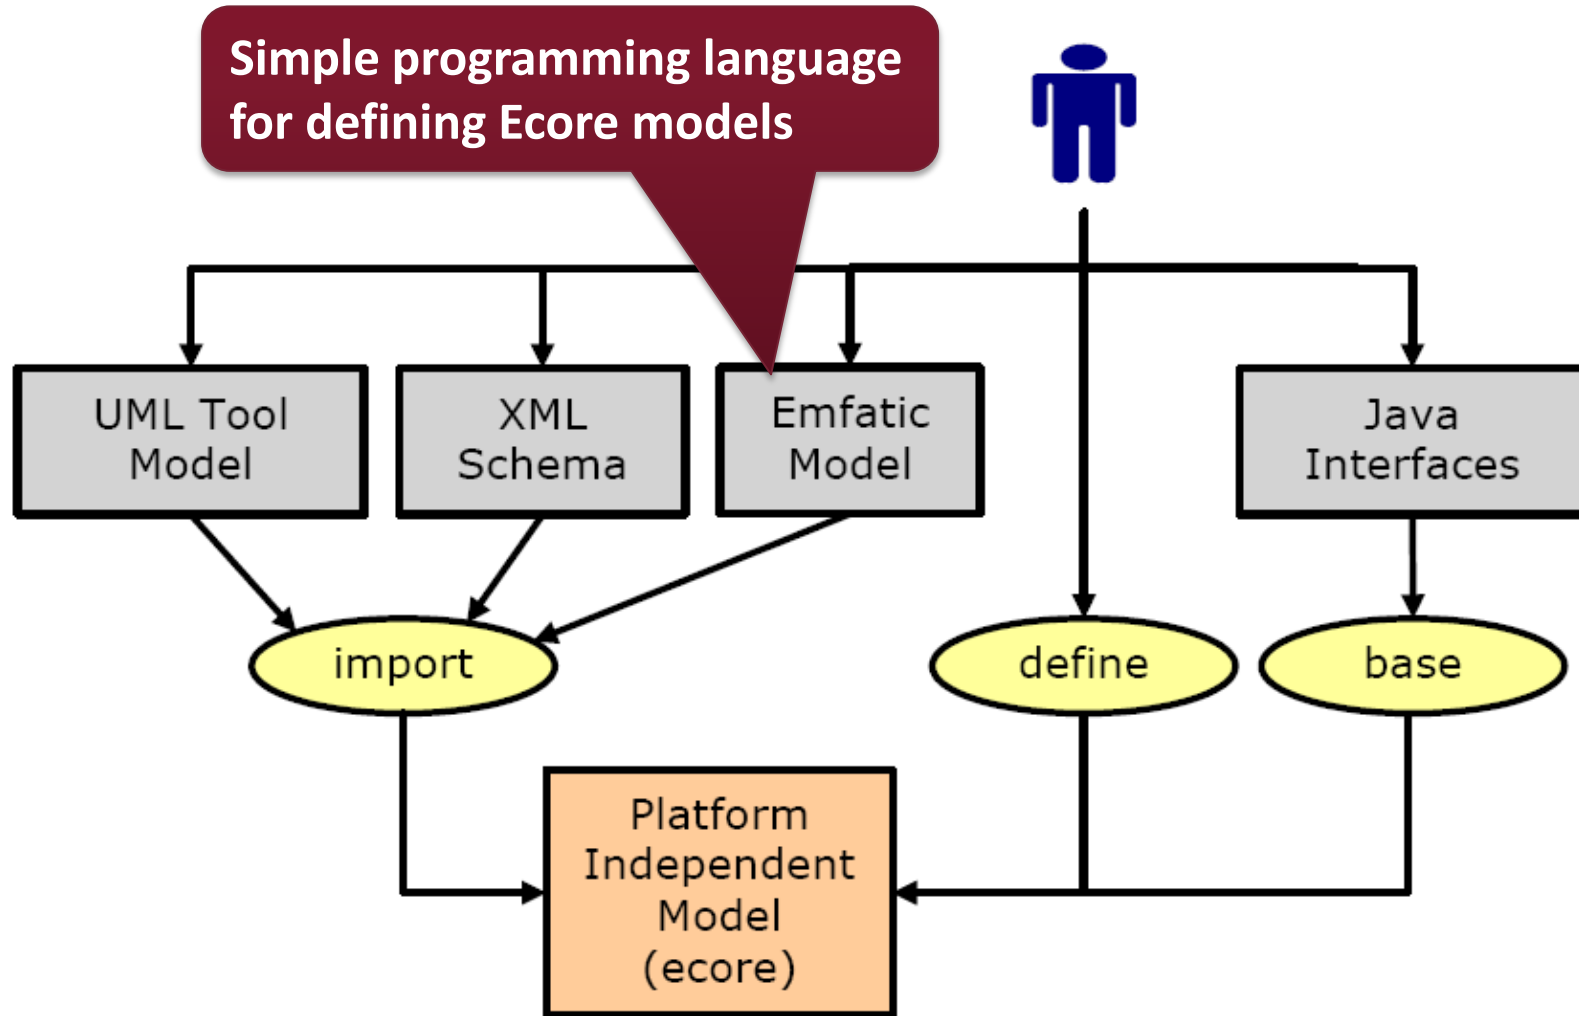 Simple programming language
for defining Ecore models
UML Tool
Model
XML
Schema
Emfatic
Model
Java
Interfaces
import
define
base
Platform
Independent
Model
(ecore)